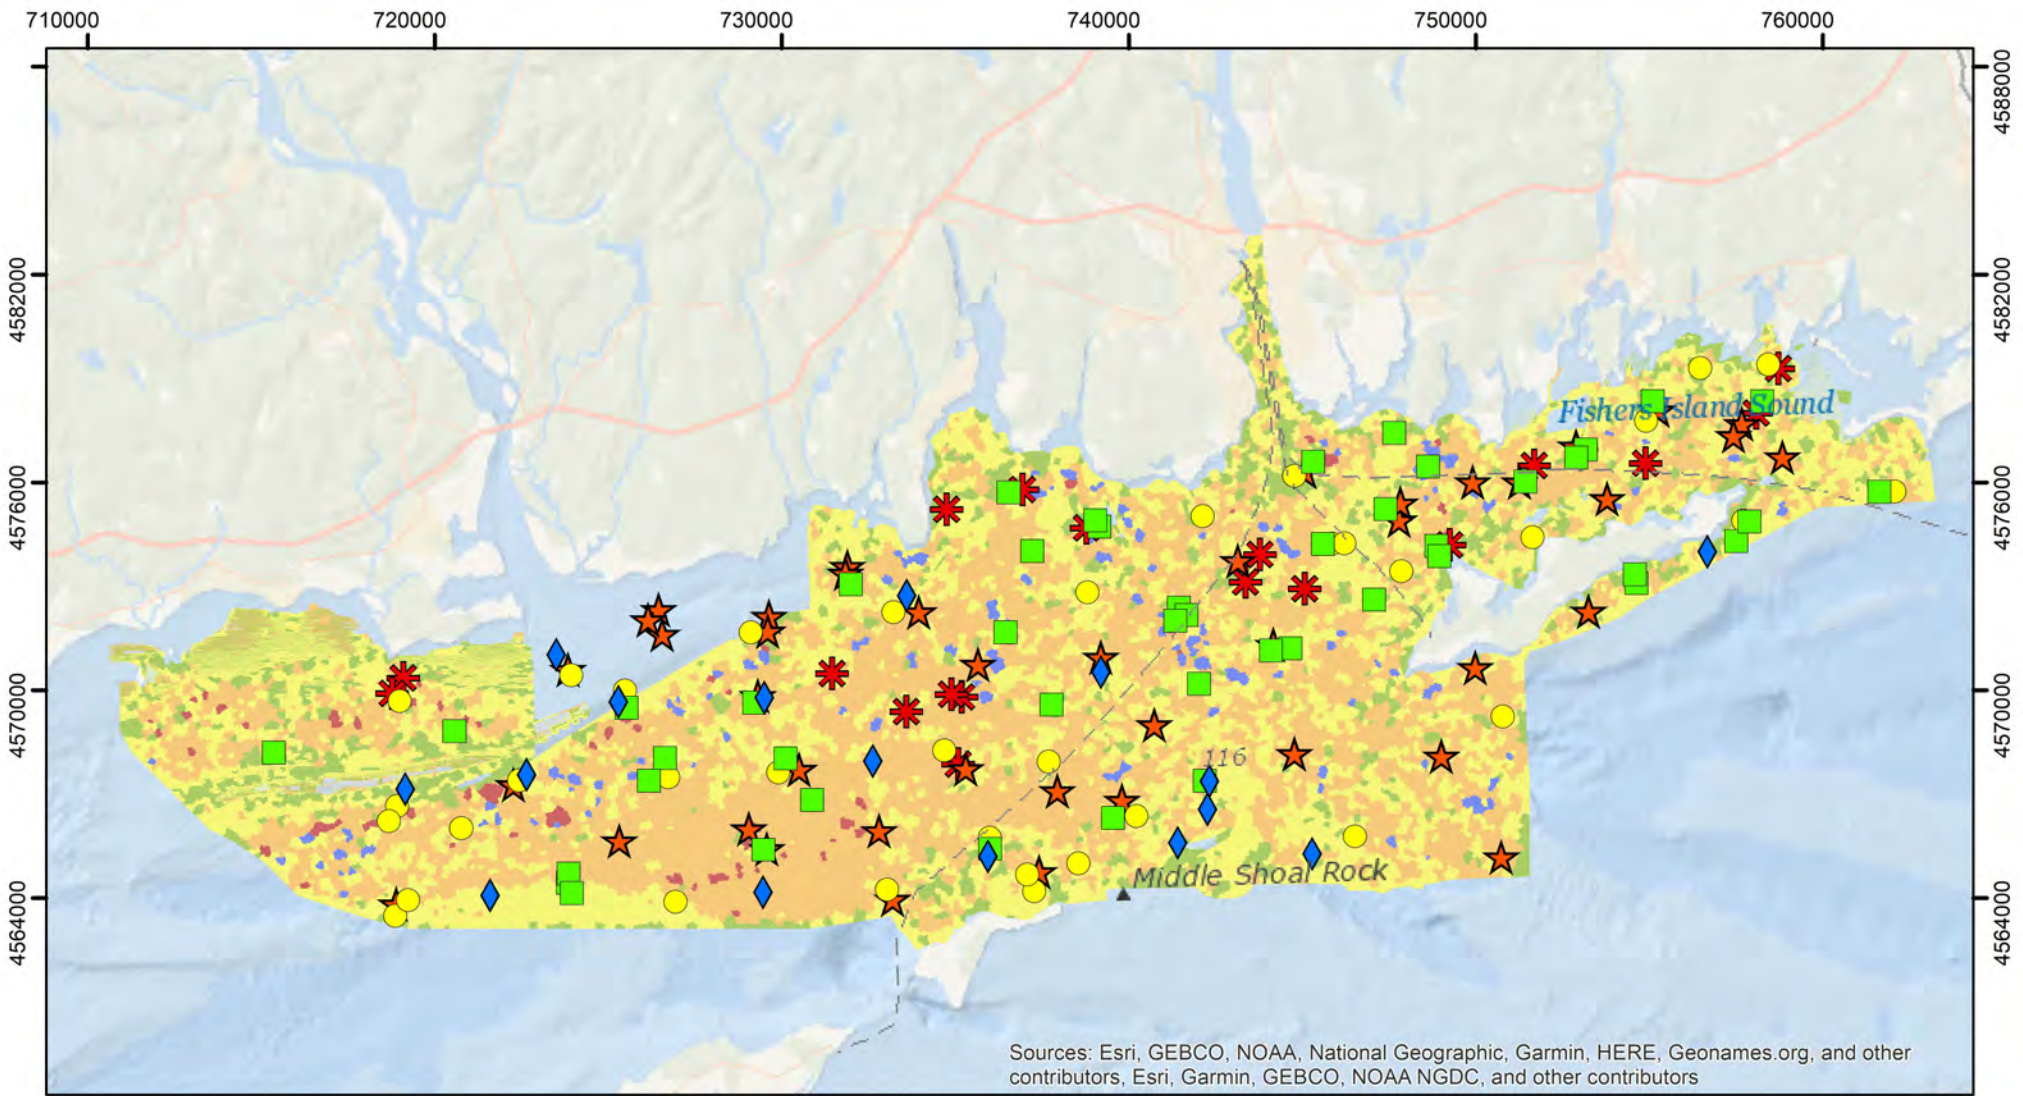 710000 720000 730000 740000 750000 760000
4588000
4582000 4582000
Fishers Island Sound
4576000 4576000
4570000 4570000
116
Middle Shoal Rock
4564000 4564000
Sources: Esri, GEBCO, NOAA, National Geographic, Garmin, HERE, Geonames.org, and other
contributors, Esri, Garmin, GEBCO, NOAA NGDC, and other contributors